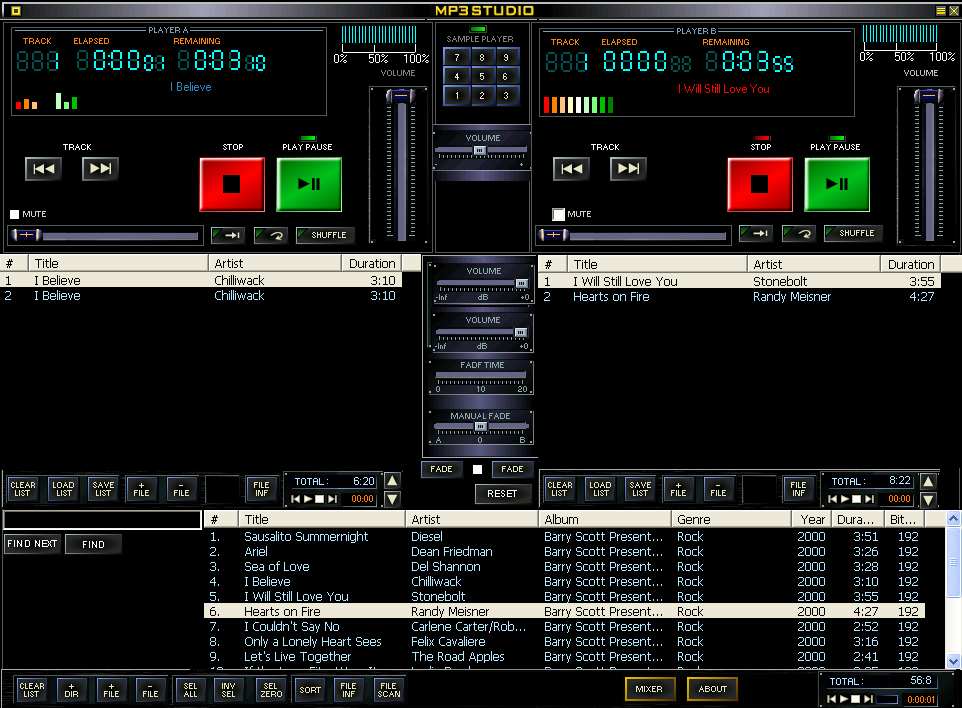 MP3STUDIO
PLAYER A
TRACK ELAPSED REMAINING
1 0:00 0:03
0% 50% 100%
VOLUME
I Believe
SAMPLE PLAYER
7 8 9
4 5 6
1 2 3
VOLUME
- +
PLAYER B
TRACK ELAPSED REMAINING
1 0000 0:0355
0% 50% 100%
VOLUME
I Will Still Love You
TRACK STOP PLAY PAUSE
MUTE
SHUFFLE
TRACK STOP PLAY PAUSE
MUTE
SHUFFLE
# Title Artist Duration
1 I Believe Chilliwack 3:10
2 I Believe Chilliwack 3:10
VOLUME
-Inf dB +0
VOLUME
-Inf dB +0
FADE TIME
0 10 20
MANUAL FADE
A 0 B
FADE FADE
RESET
# Title Artist Duration
1 I Will Still Love You Stonebolt 3:55
2 Hearts on Fire Randy Meisner 4:27
CLEAR LIST LOAD LIST SAVE LIST + FILE - FILE FILE INF
TOTAL: 6:20
00:00
CLEAR LIST LOAD LIST SAVE LIST + FILE - FILE FILE INF
TOTAL: 8:22
00:00
FIND NEXT FIND
# Title Artist Album Genre Year Dura... Bit...
1. Sausalito Summernight Diesel Barry Scott Present... Rock 2000 3:51 192
2. Ariel Dean Friedman Barry Scott Present... Rock 2000 3:26 192
3. Sea of Love Del Shannon Barry Scott Present... Rock 2000 3:28 192
4. I Believe Chilliwack Barry Scott Present... Rock 2000 3:10 192
5. I Will Still Love You Stonebolt Barry Scott Present... Rock 2000 3:55 192
6. Hearts on Fire Randy Meisner Barry Scott Present... Rock 2000 4:27 192
7. I Couldn't Say No Carlene Carter/Rob... Barry Scott Present... Rock 2000 2:52 192
8. Only a Lonely Heart Sees Felix Cavaliere Barry Scott Present... Rock 2000 3:16 192
9. Let's Live Together The Road Apples Barry Scott Present... Rock 2000 2:41 192
CLEAR LIST + DIR + FILE - FILE SEL ALL INV SEL SEL ZERO SORT FILE INF FILE SCAN
MIXER ABOUT
TOTAL: 56:8
0:00:01